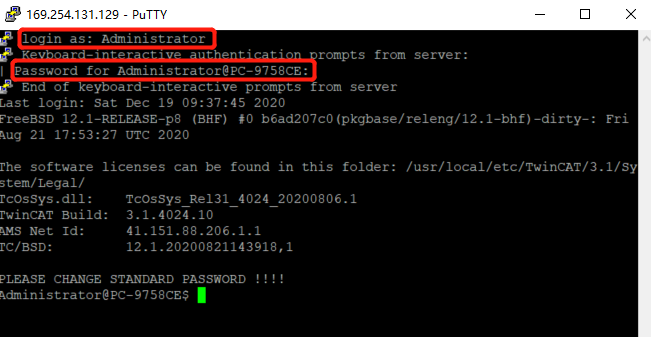 169.254.131.129 - PuTTY
login as: Administrator
Keyboard-interactive authentication prompts from server:
| Password for Administrator@PC-9758CE:
End of keyboard-interactive prompts from server
Last login: Sat Dec 19 09:37:45 2020
FreeBSD 12.1-RELEASE-p8 (BHF) #0 b6ad207c0(pkgbase/releng/12.1-bhf)-dirty-: Fri
Aug 21 17:53:27 UTC 2020
The software licenses can be found in this folder: /usr/local/etc/TwinCAT/3.1/Sy
stem/Legal/
TcOsSys.dll: TcOsSys_Rel31_4024_20200806.1
TwinCAT Build: 3.1.4024.10
AMS Net Id: 41.151.88.206.1.1
TC/BSD: 12.1.20200821143918,1
PLEASE CHANGE STANDARD PASSWORD !!!!
Administrator@PC-9758CE$